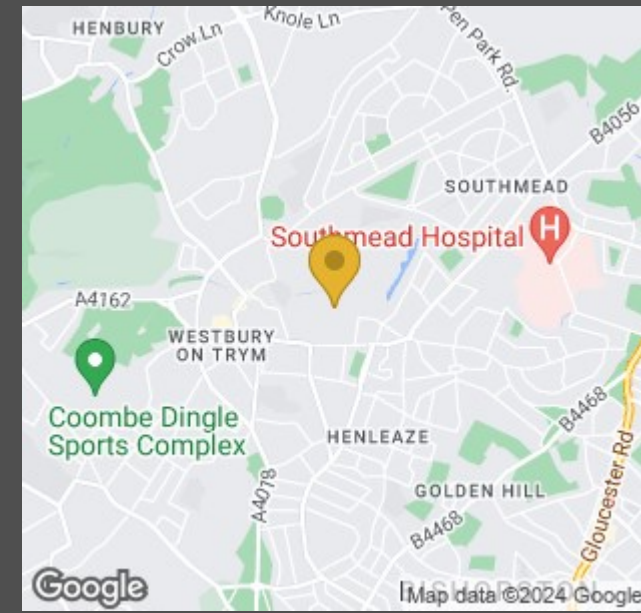 HENBURY
Crow Ln
Knole Ln
Pen Park Rd.
B4056
SOUTHMEAD
Southmead Hospital
H
A4162
WESTBURY
ON TRYM
Coombe Dingle
Sports Complex
HENLEAZE
B4468
A4018
GOLDEN HILL
B4468
Gloucester Rd
Google
Map data ©2024 Google